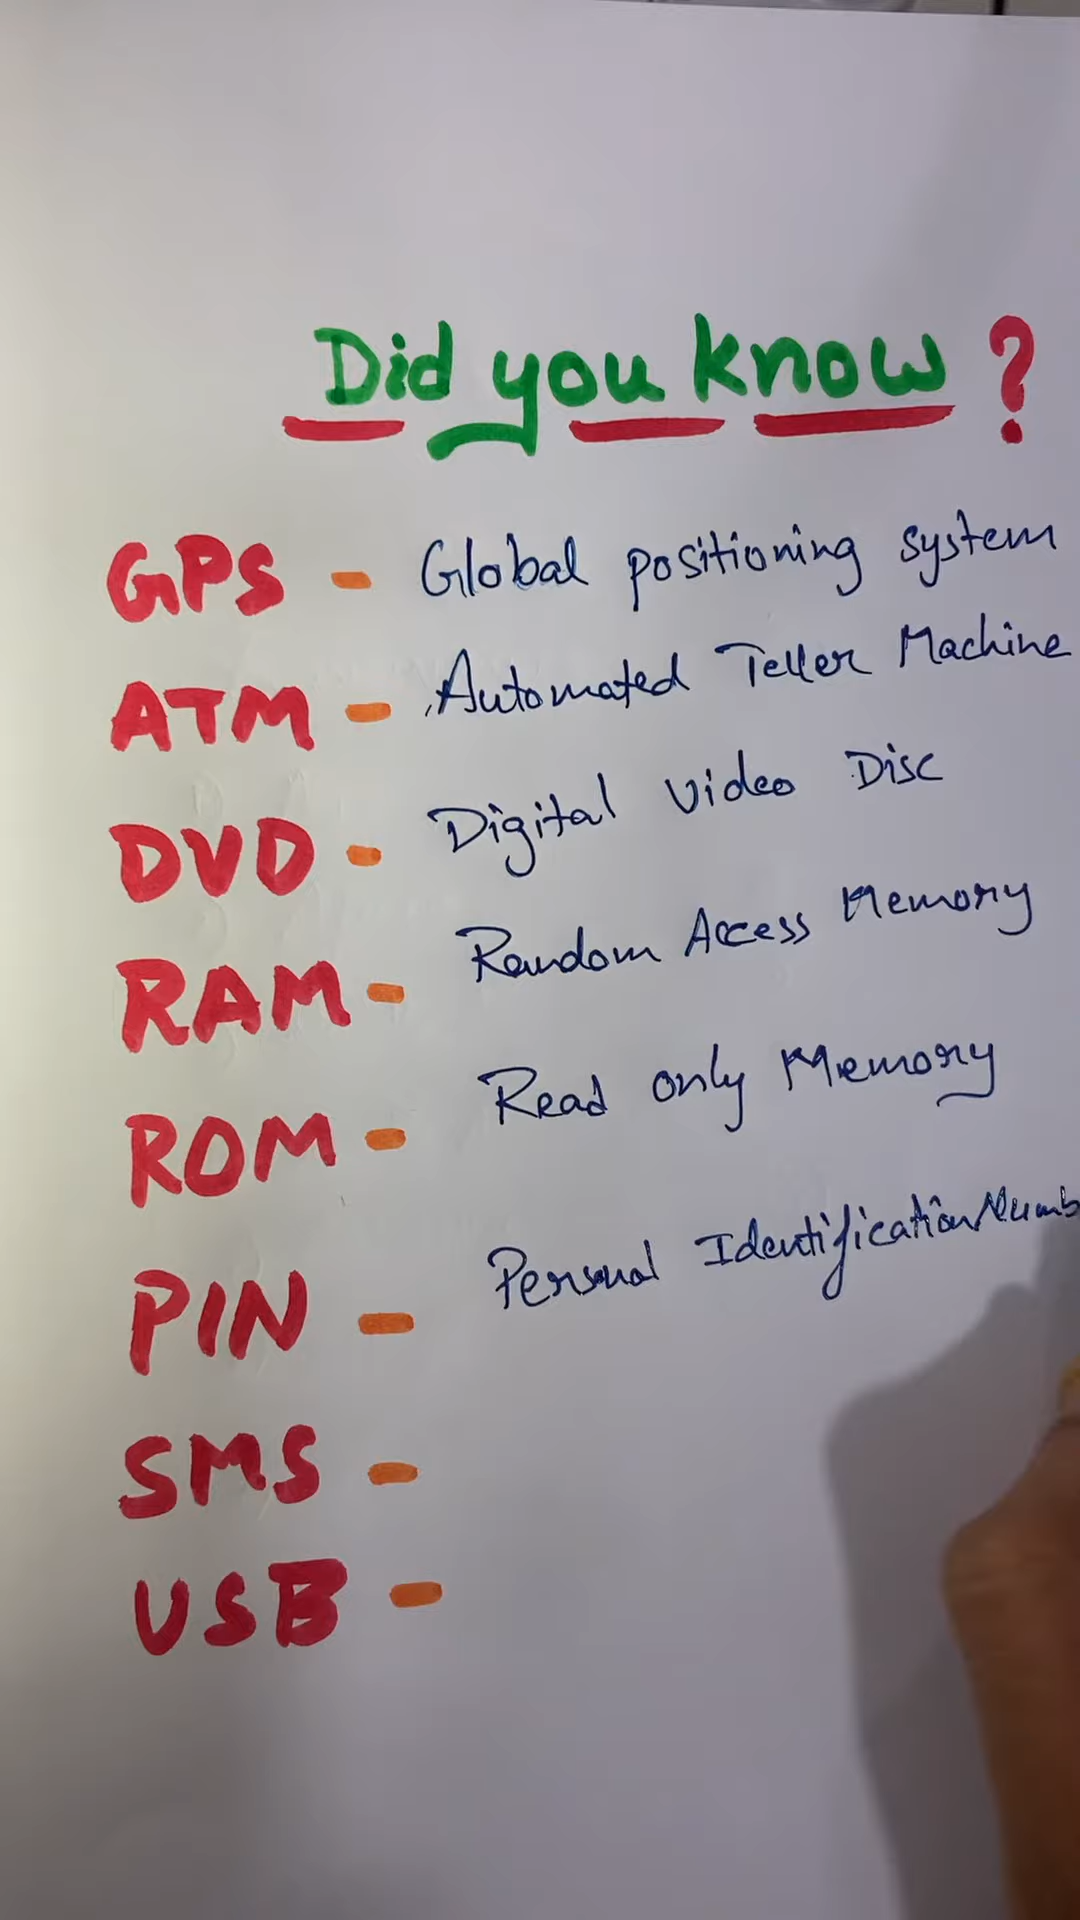 Did you know ?
GPS - Global positioning system
ATM - Automated Teller Machine
DVD - Digital Video Disc
RAM - Random Access Memory
ROM - Read only Memory
PIN - Personal Identification Numb
SMS -
USB -